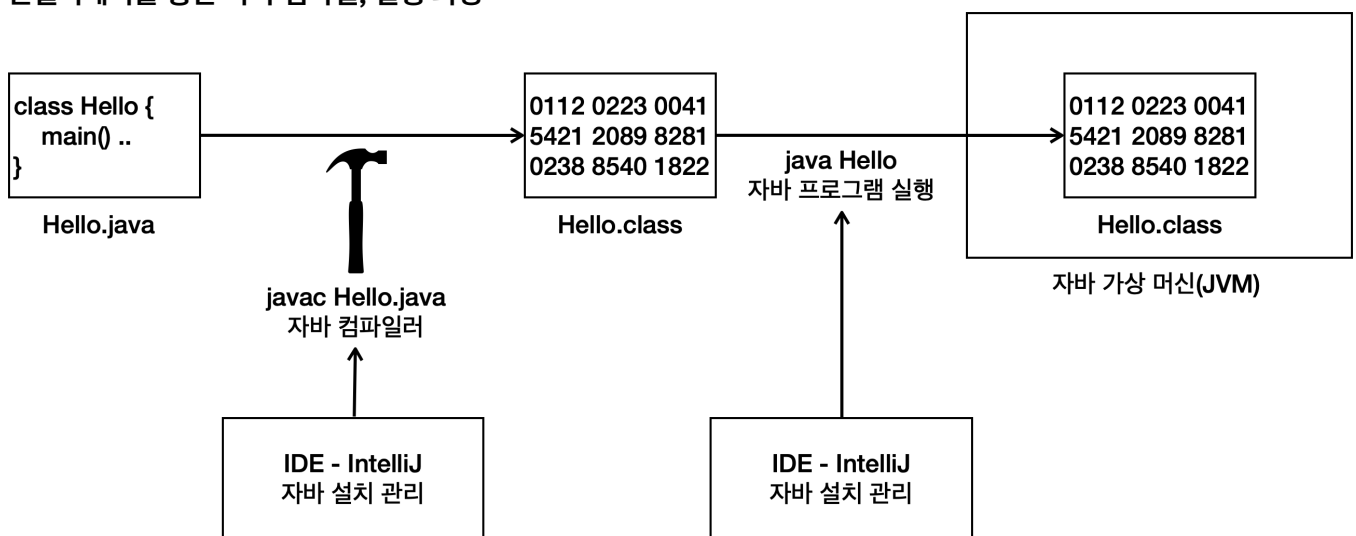 class Hello {
main() ..
}
Hello.java
javac Hello.java
자바 컴파일러
0112 0223 0041
5421 2089 8281
0238 8540 1822
Hello.class
java Hello
자바 프로그램 실행
0112 0223 0041
5421 2089 8281
0238 8540 1822
Hello.class
자바 가상 머신(JVM)
IDE - IntelliJ
자바 설치 관리
IDE - IntelliJ
자바 설치 관리